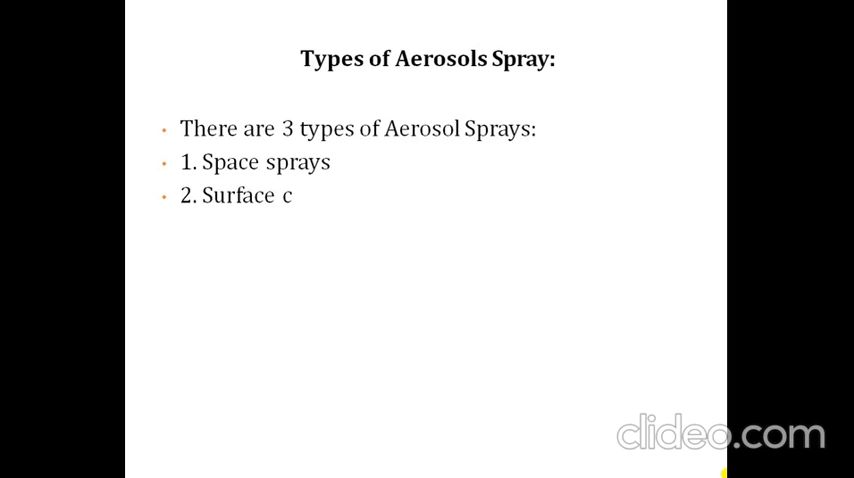 Types of Aerosols Spray:
• There are 3 types of Aerosol Sprays:
• 1. Space sprays
• 2. Surface c
clideo.com